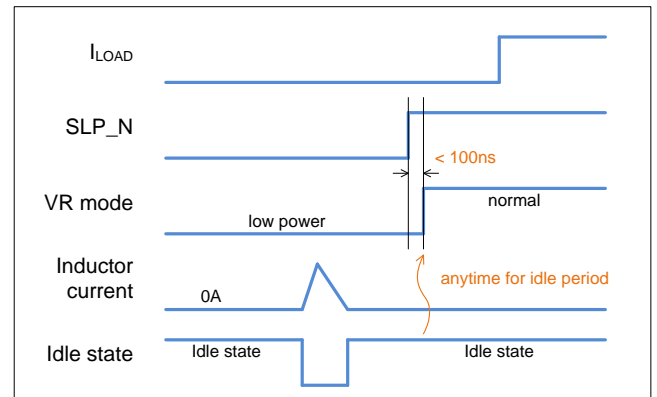 I_LOAD
SLP_N
< 100ns
VR mode
low power
normal
Inductor
current
0A
anytime for idle period
Idle state
Idle state
Idle state